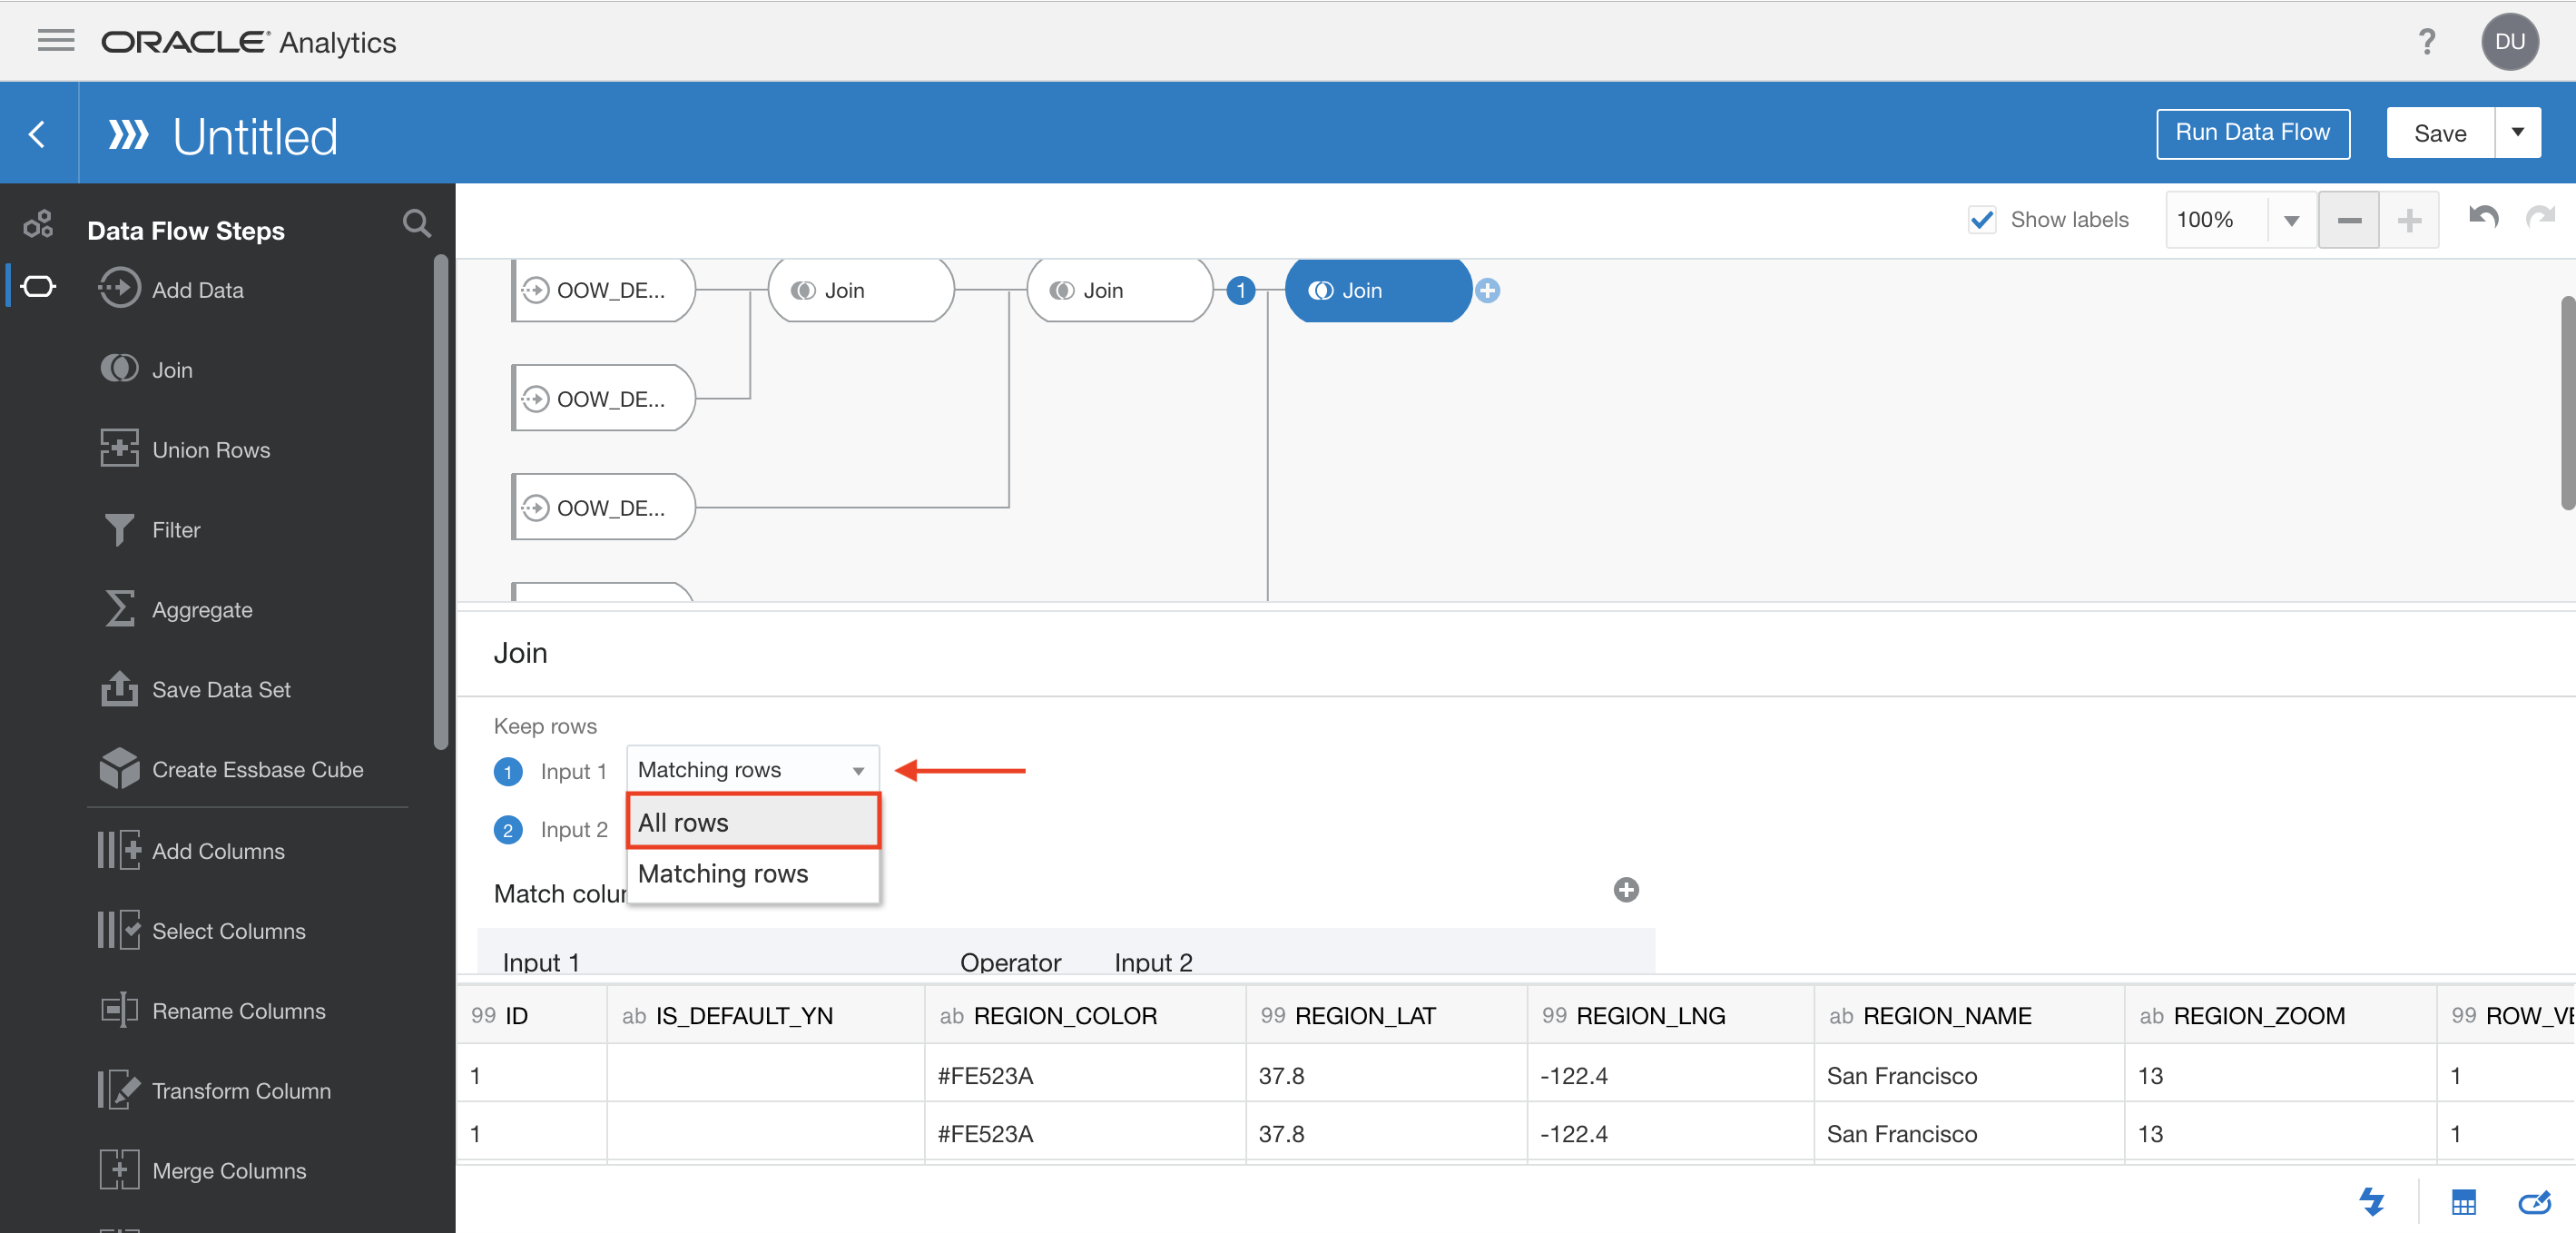 ORACLE Analytics
? DU
Untitled
Run Data Flow Save
Data Flow Steps
Show labels 100%
Add Data
Join
Union Rows
Filter
Aggregate
Save Data Set
Create Essbase Cube
Add Columns
Select Columns
Rename Columns
Transform Column
Merge Columns
OOW_DE... Join Join 1 Join
OOW_DE...
OOW_DE...
Join
Keep rows
1 Input 1 Matching rows
2 Input 2 All rows
Matching rows
Match colu
Input 1 Operator Input 2
99 ID ab IS_DEFAULT_YN ab REGION_COLOR 99 REGION_LAT 99 REGION_LNG ab REGION_NAME ab REGION_ZOOM 99 ROW_VE
1 #FE523A 37.8 -122.4 San Francisco 13 1
1 #FE523A 37.8 -122.4 San Francisco 13 1